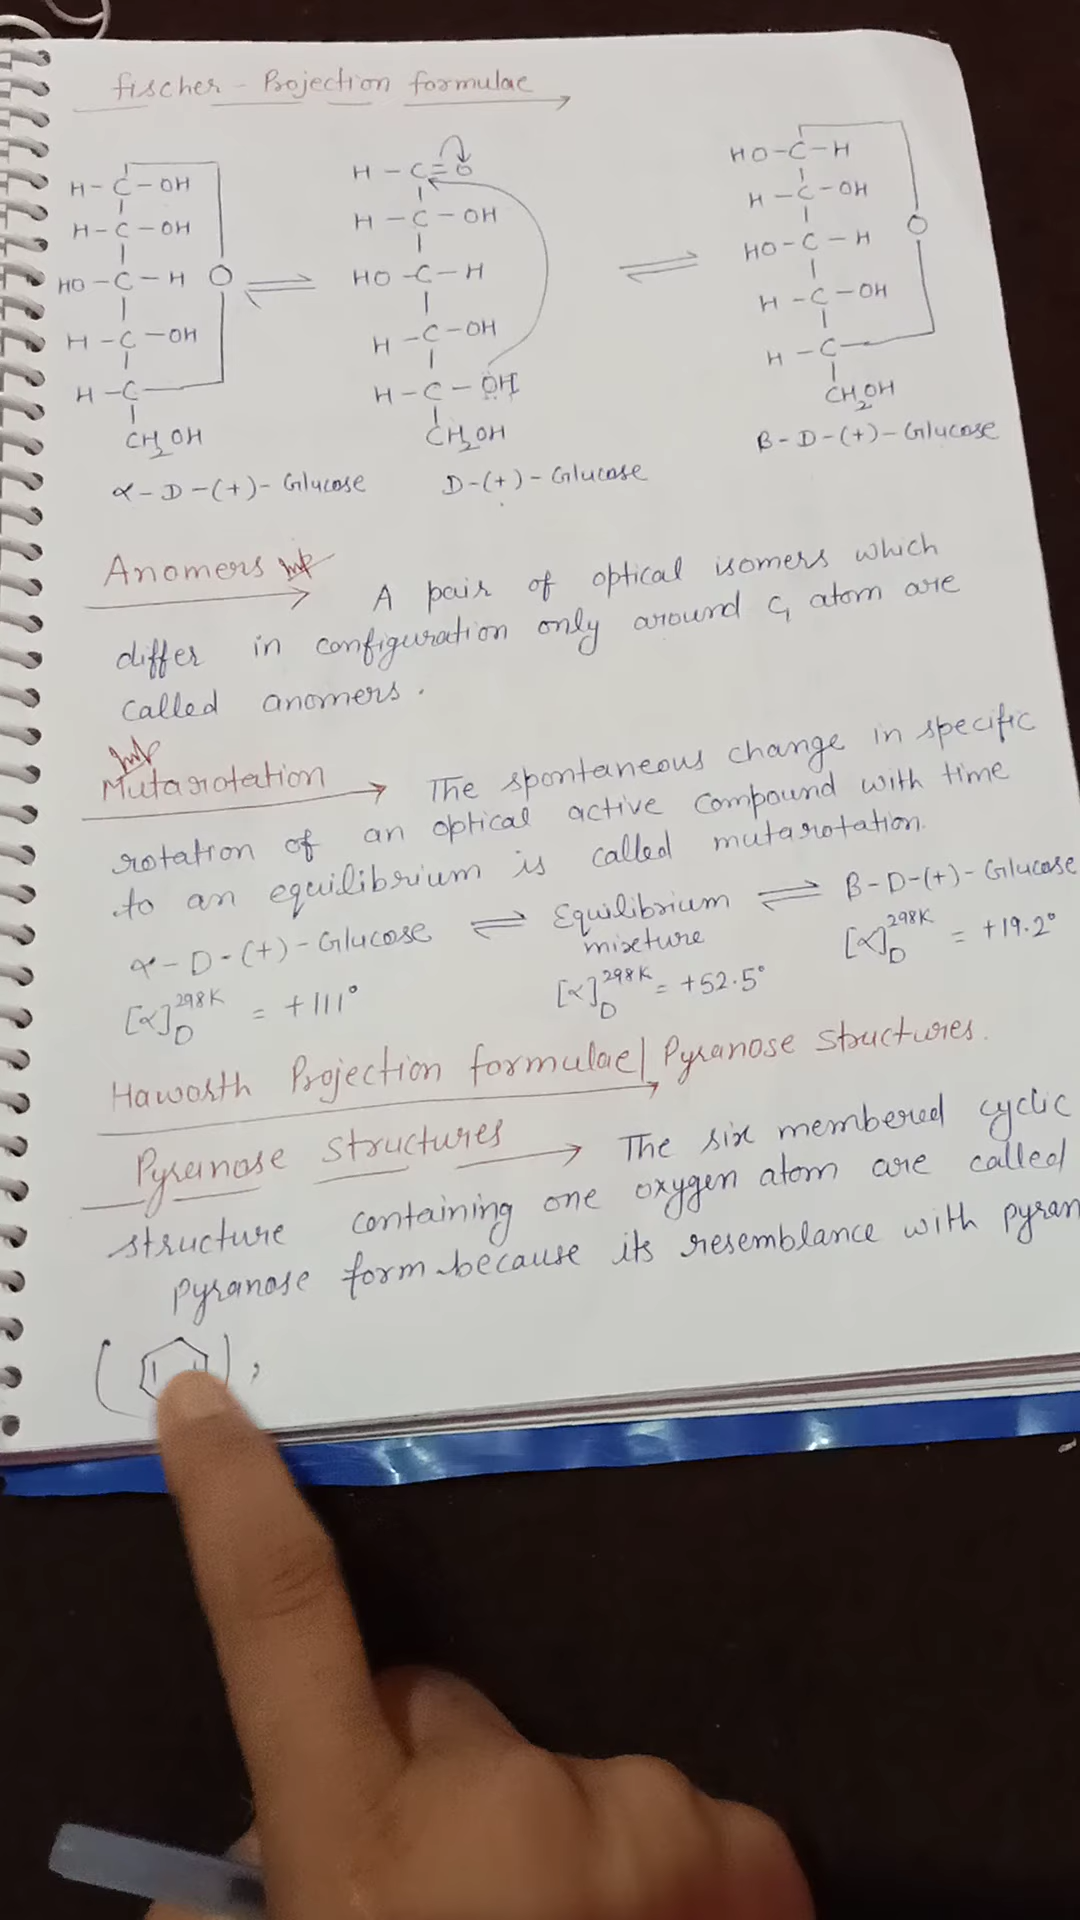 fischer - Projection formulae
H - C - OH
H - C - OH
HO - C - H O
H - C - OH
H - C
CH2OH
α - D - (+) - Glucose
H - C = O
H - C - OH
HO - C - H
H - C - OH
H - C - OH
CH2OH
D - (+) - Glucose
HO - C - H
H - C - OH
HO - C - H O
H - C - OH
H - C
CH2OH
B - D - (+) - Glucose
Anomers Imp
A pair of optical isomers which
differ in configuration only around C1 atom are
called anomers.
Imp
Mutarotation
The spontaneous change in specific
rotation of an optical active compound with time
to an equilibrium is called mutarotation.
α - D - (+) - Glucose ⇌ Equilibrium mixture ⇌ B - D - (+) - Glucose
[α]D 298K = +111° [α]D 298K = +52.5° [α]D 298K = +19.2°
Haworth Projection formulae | Pyranose structures.
Pyranose structures → The six membered cyclic
structure containing one oxygen atom are called
pyranose form because its resemblance with pyran
( ),